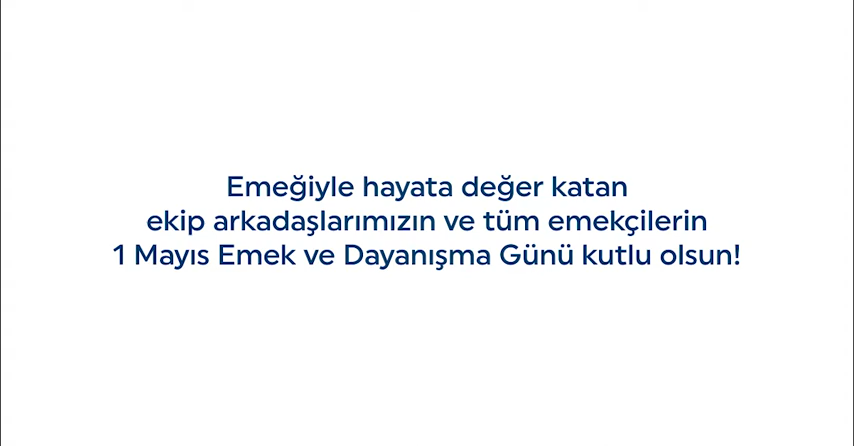 Emeğiyle hayata değer katan
ekip arkadaşlarımızın ve tüm emekçilerin
1 Mayıs Emek ve Dayanışma Günü kutlu olsun!